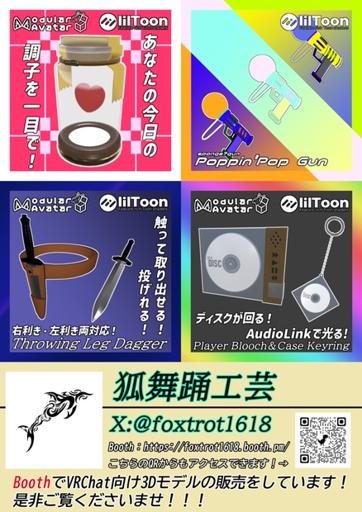 Modular Avatar
lilToon
あなたの今日の
調子を一目で！
lilToon
Poppin'Pop Gun
Modular Avatar
lilToon
触って取り出せる！
投げれる！
右利き・左利き両対応！
Throwing Leg Dagger
Modular Avatar
lilToon
DISC
ディスクが回る！
AudioLinkで光る！
Player Blooch＆Case Keyring
狐舞踊工芸
X:@foxtrot1618
Booth：https://foxtrot1618.booth.pm/
こちらのQRからもアクセスできます！→
BoothでVRChat向け3Dモデルの販売をしています！
是非ご覧くださいませ！！！